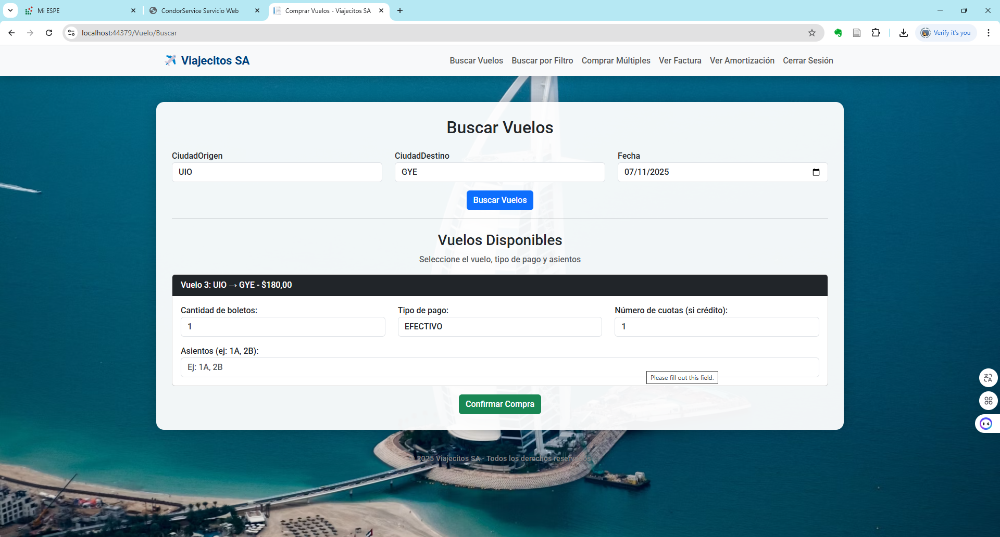 Mi ESPE
CondorService Servicio Web
Comprar Vuelos - Viajecitos SA
localhost:44379/Vuelo/Buscar
Verify it's you
Viajecitos SA
Buscar Vuelos
Buscar por Filtro
Comprar Múltiples
Ver Factura
Ver Amortización
Cerrar Sesión
Buscar Vuelos
CiudadOrigen
CiudadDestino
Fecha
UIO
GYE
07/11/2025
Buscar Vuelos
Vuelos Disponibles
Seleccione el vuelo, tipo de pago y asientos
Vuelo 3: UIO → GYE - $180,00
Cantidad de boletos:
Tipo de pago:
Número de cuotas (si crédito):
1
EFECTIVO
1
Asientos (ej: 1A, 2B):
Ej: 1A, 2B
Please fill out this field.
Confirmar Compra
2025 Viajecitos SA - Todos los derechos reservados